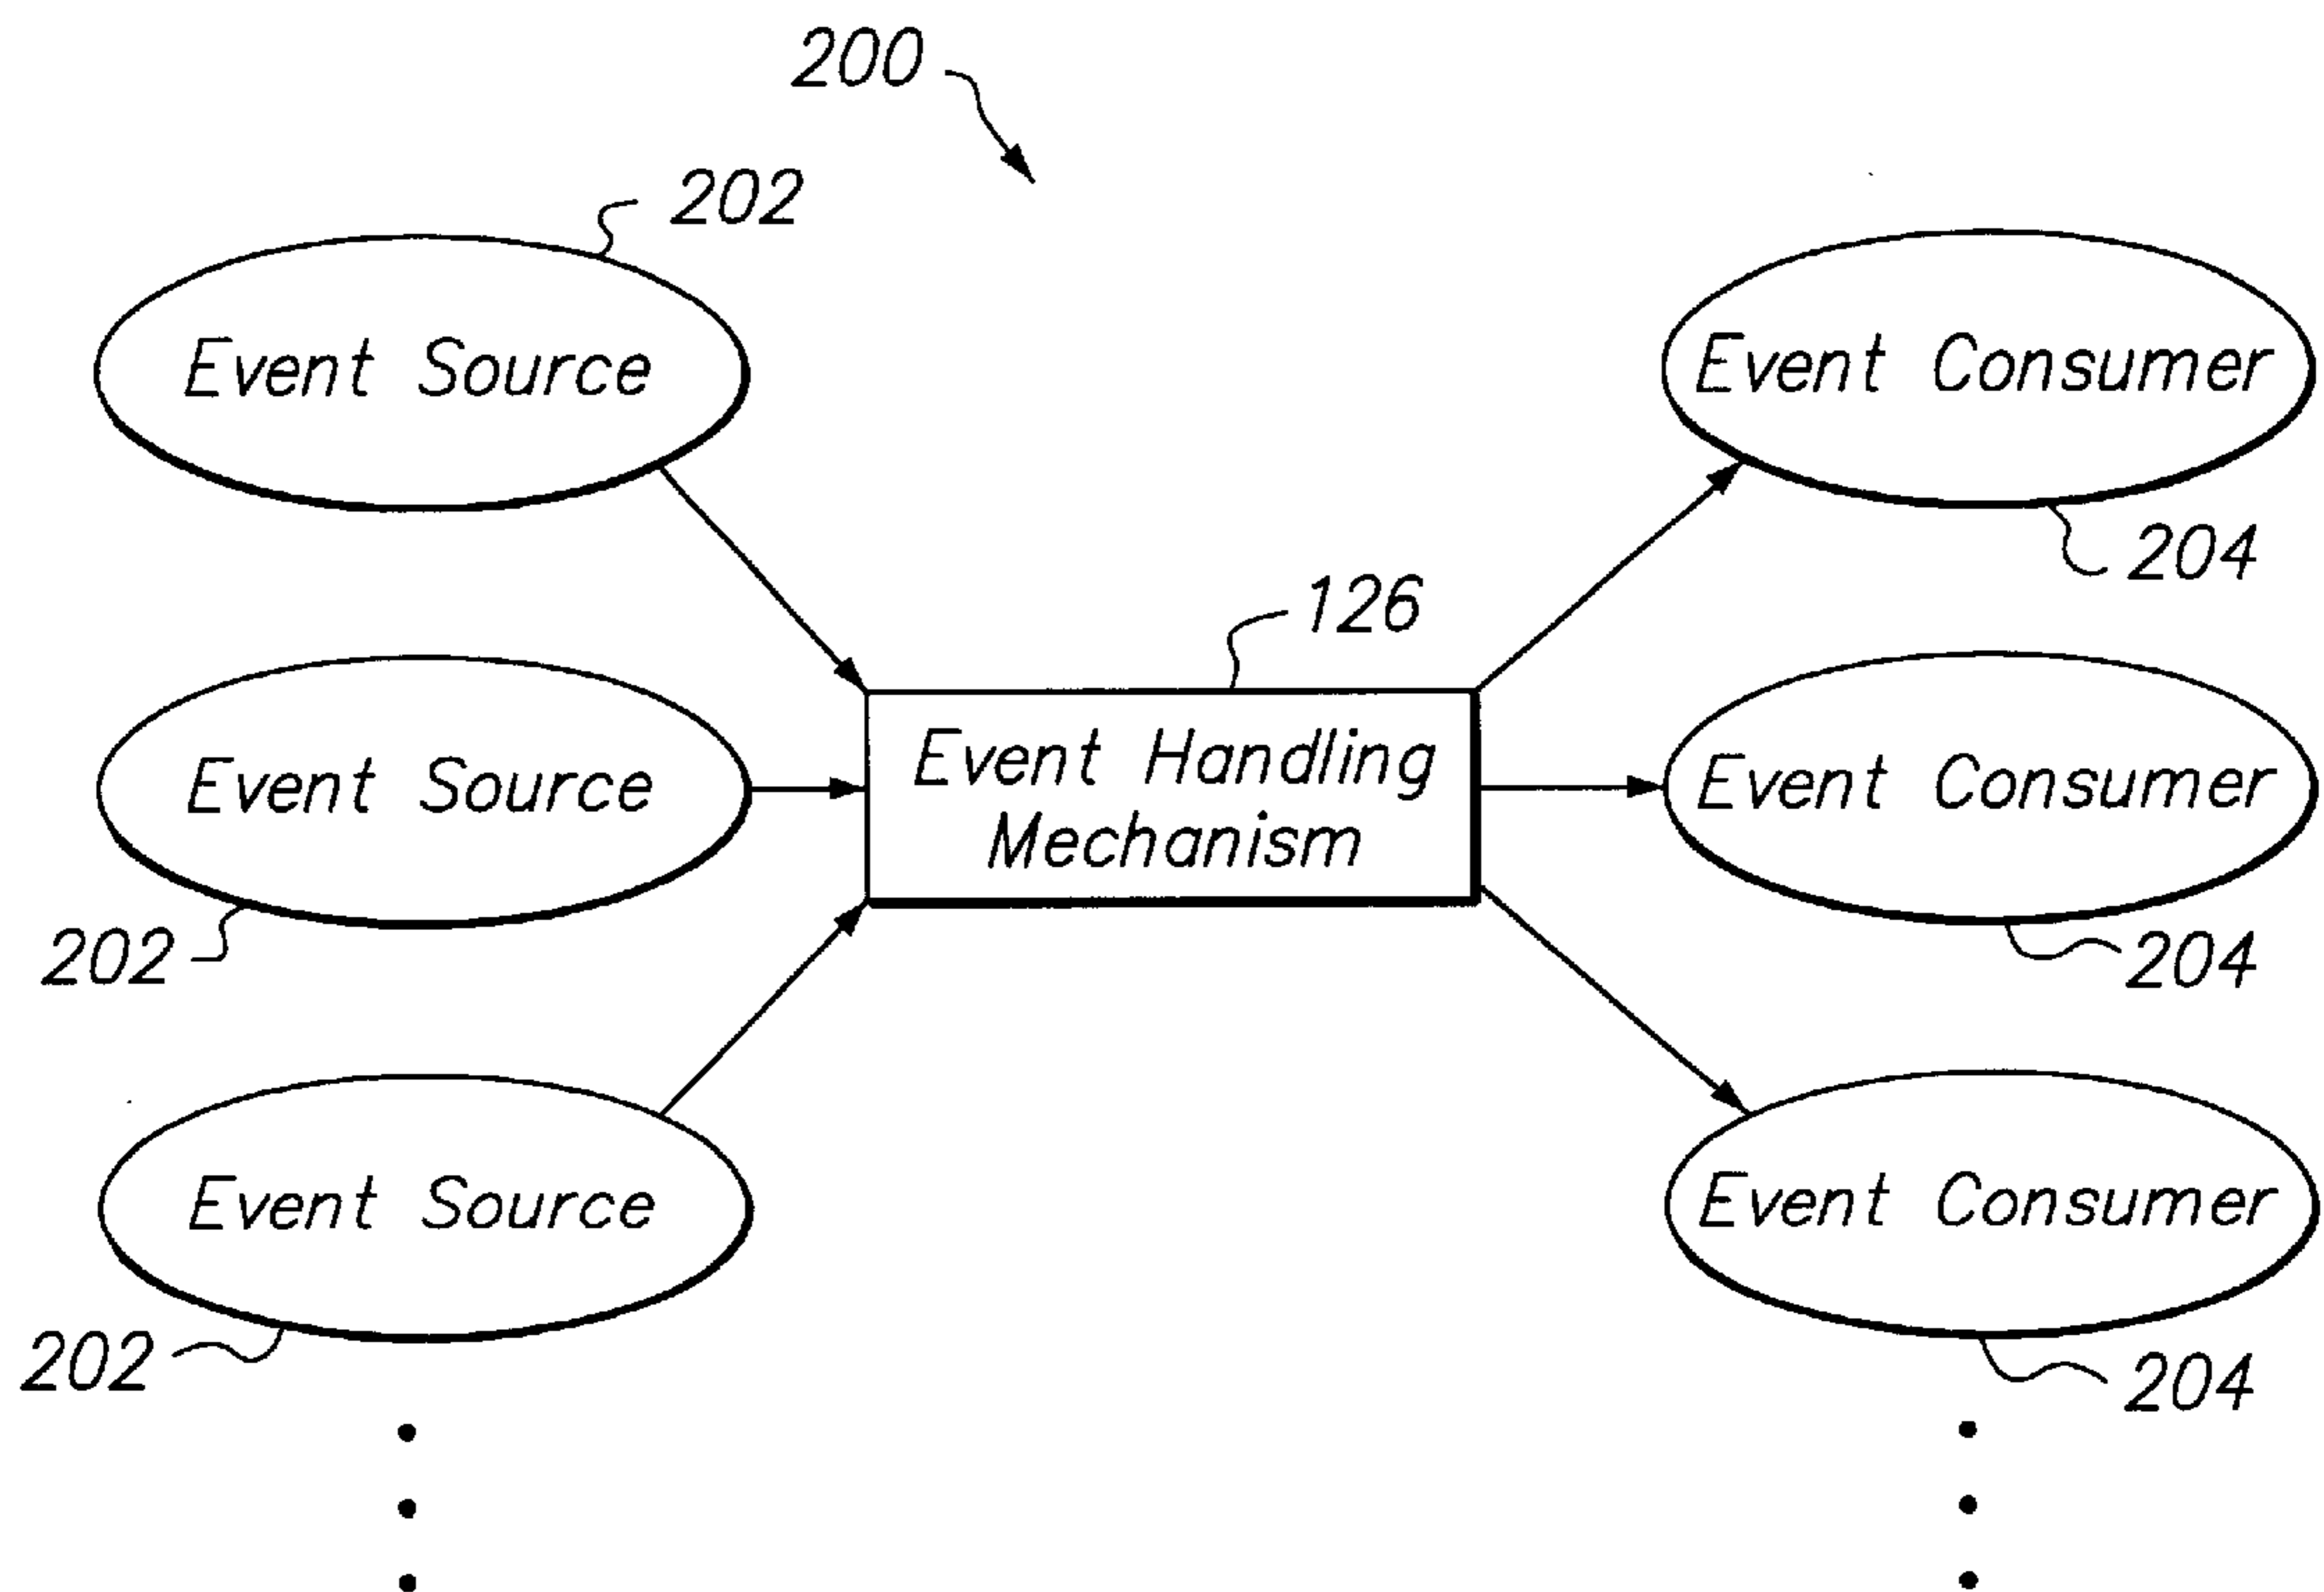 200
202
Event Source
Event Consumer
204
126
Event Source
Event Handling
Mechanism
Event Consumer
202
204
Event Source
Event Consumer
202
204